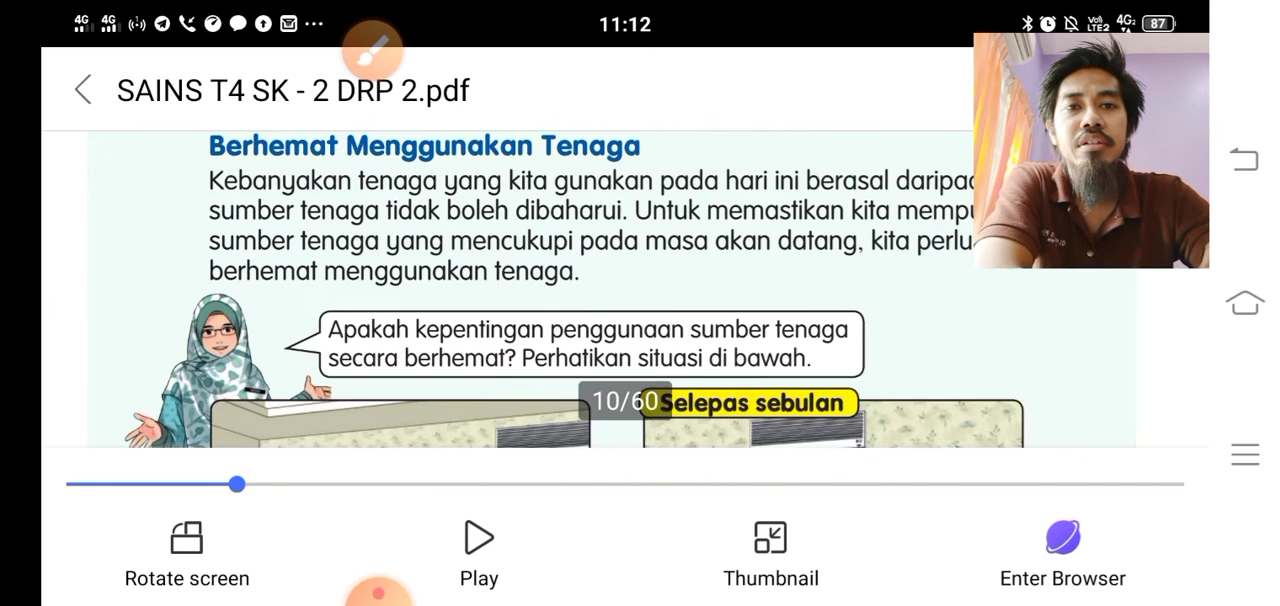 4G 4G 11:12 Vo) LTE2 4G2 87
SAINS T4 SK - 2 DRP 2.pdf
Berhemat Menggunakan Tenaga
Kebanyakan tenaga yang kita gunakan pada hari ini berasal
sumber tenaga tidak boleh dibaharui. Untuk memastikan kita
sumber tenaga yang mencukupi pada masa akan datang, kita
berhemat menggunakan tenaga.
Apakah kepentingan penggunaan sumber tenaga
secara berhemat? Perhatikan situasi di bawah.
10/60
Selepas sebulan
Rotate screen
Play
Thumbnail
Enter Browser